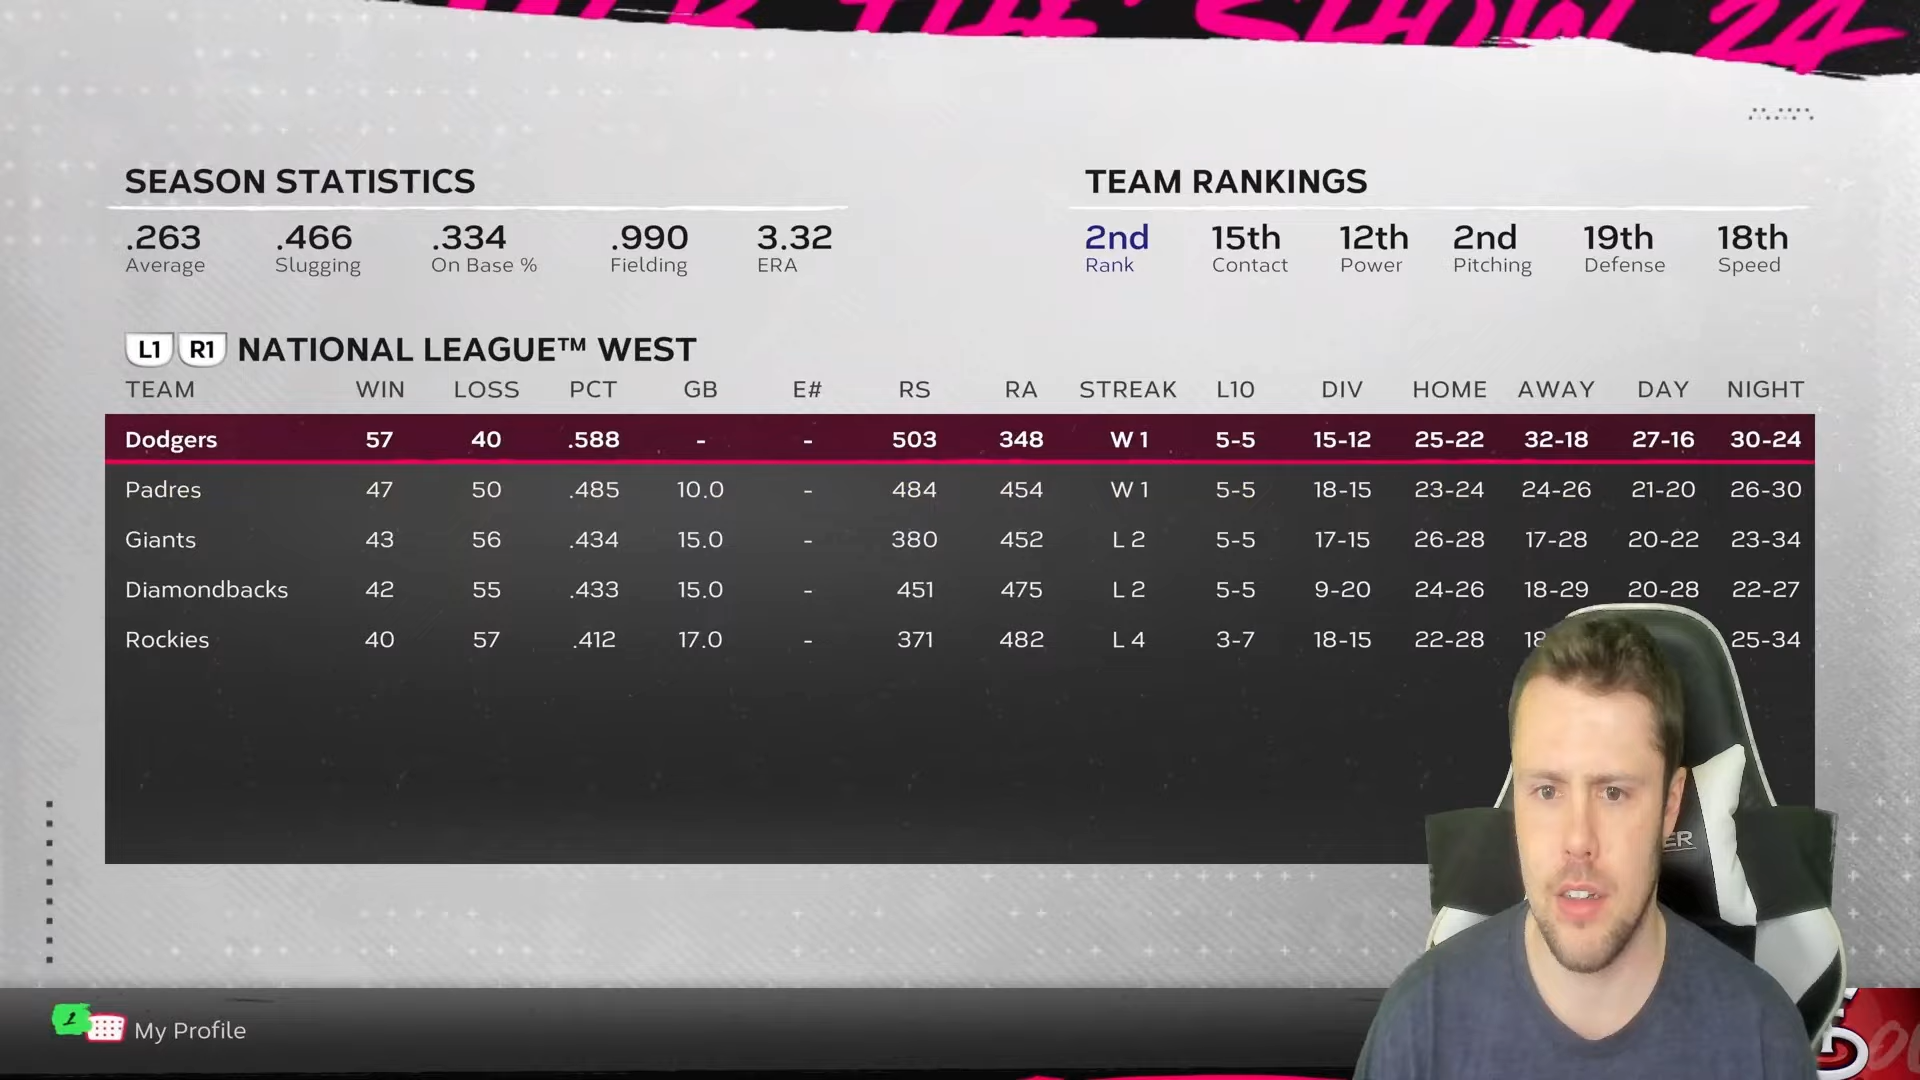 MLB THE SHOW 24
SEASON STATISTICS
.263 .466 .334 .990 3.32
Average Slugging On Base % Fielding ERA
TEAM RANKINGS
2nd 15th 12th 2nd 19th 18th
Rank Contact Power Pitching Defense Speed
L1 R1 NATIONAL LEAGUE™ WEST
TEAM WIN LOSS PCT GB E# RS RA STREAK L10 DIV HOME AWAY DAY NIGHT
Dodgers 57 40 .588 - - 503 348 W 1 5-5 15-12 25-22 32-18 27-16 30-24
Padres 47 50 .485 10.0 - 484 454 W 1 5-5 18-15 23-24 24-26 21-20 26-30
Giants 43 56 .434 15.0 - 380 452 L 2 5-5 17-15 26-28 17-28 20-22 23-34
Diamondbacks 42 55 .433 15.0 - 451 475 L 2 5-5 9-20 24-26 18-29 20-28 22-27
Rockies 40 57 .412 17.0 - 371 482 L 4 3-7 18-15 22-28 18 25-34
My Profile